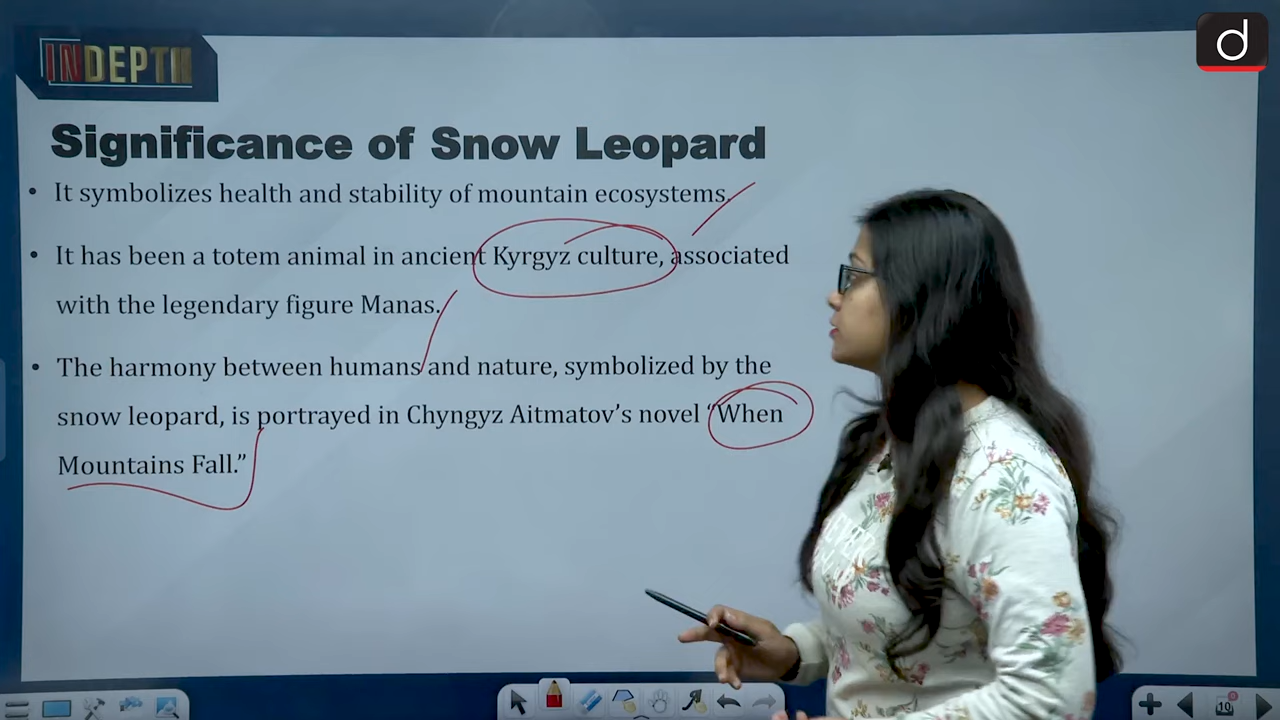 INDEPTH
d
Significance of Snow Leopard
• It symbolizes health and stability of mountain ecosystems.
• It has been a totem animal in ancient Kyrgyz culture, associated
with the legendary figure Manas.
• The harmony between humans and nature, symbolized by the
snow leopard, is portrayed in Chyngyz Aitmatov’s novel “When
Mountains Fall.”
10